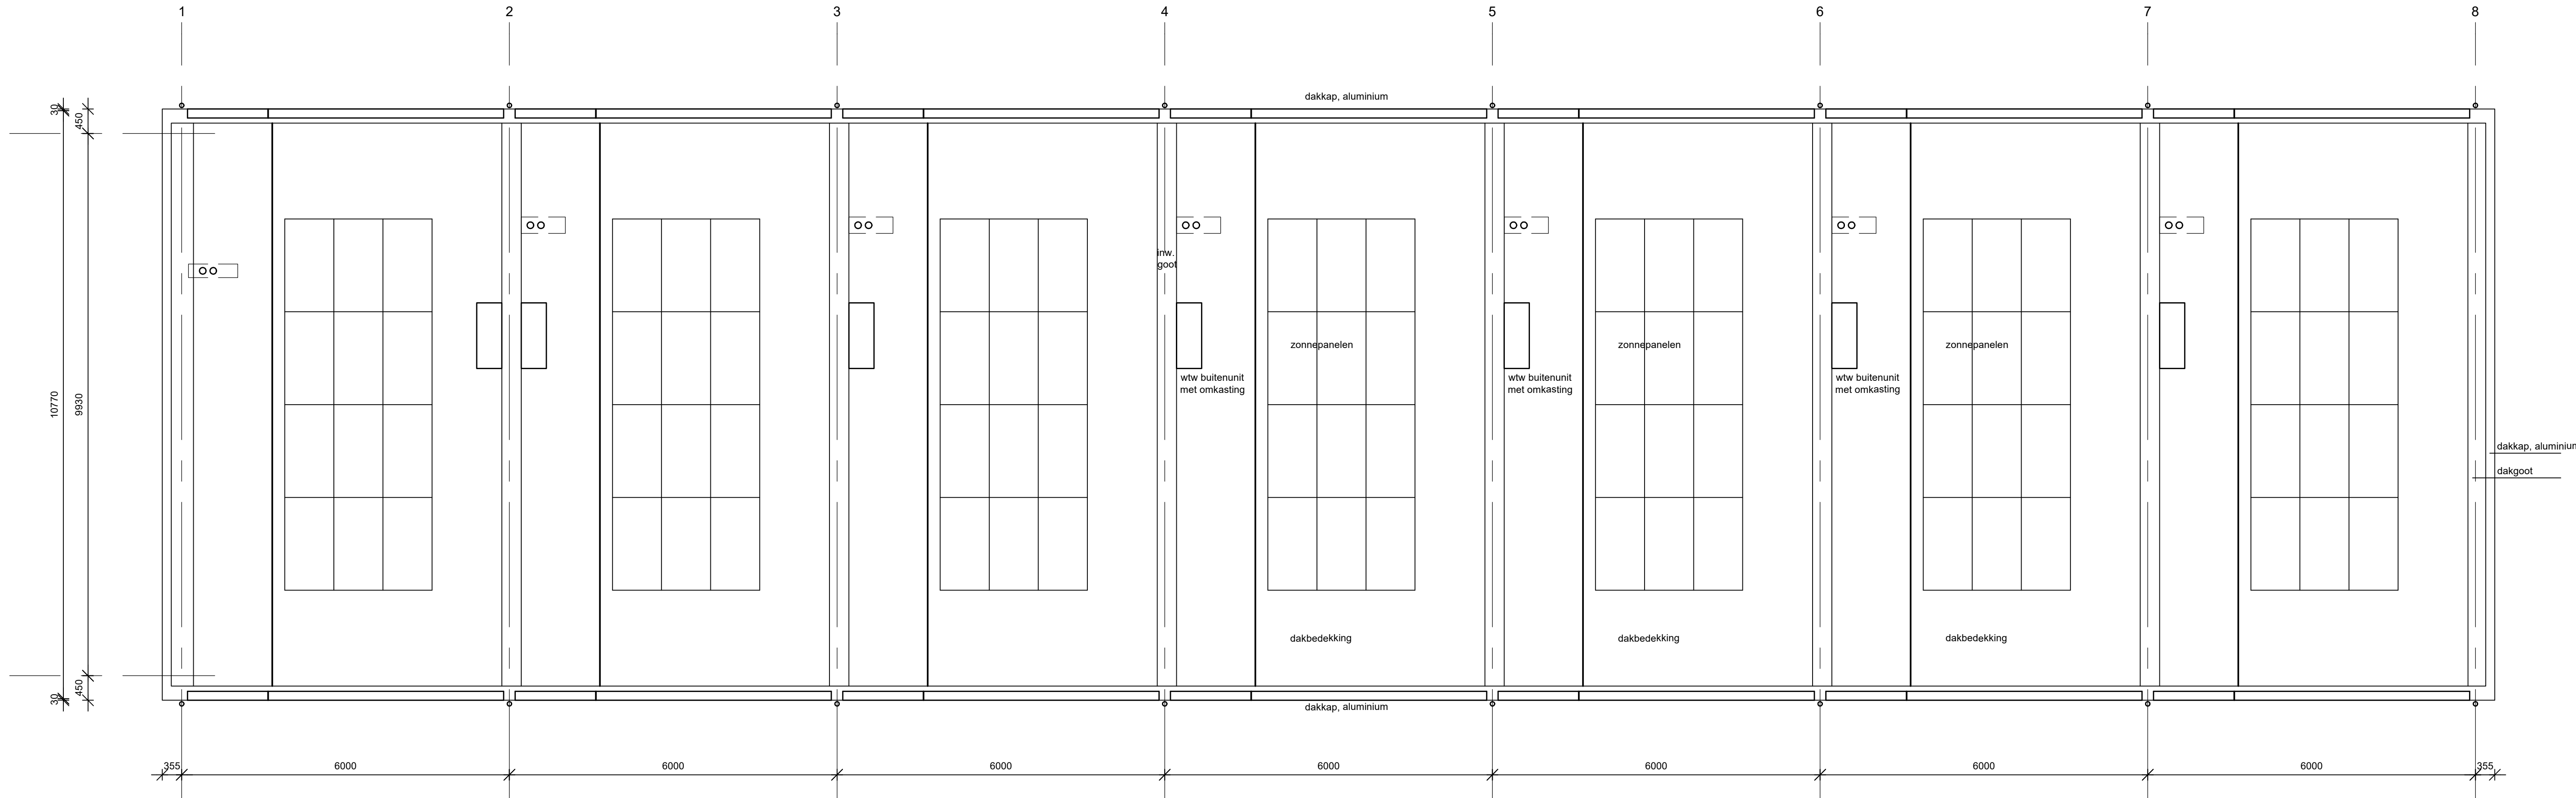 1
2
3
4
5
6
7
8
dakkap, aluminium
30
450
inw.
goot
zonnepanelen
zonnepanelen
zonnepanelen
wtw buitenunit
met omkasting
wtw buitenunit
met omkasting
wtw buitenunit
met omkasting
10770
9930
dakkap, aluminium
dakgoot
dakbedekking
dakbedekking
dakbedekking
30
450
dakkap, aluminium
355
6000
6000
6000
6000
6000
6000
6000
355